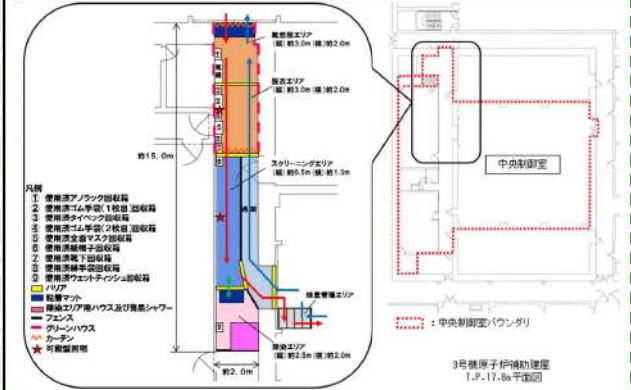 靴着脱エリア
(縦)約3.0m (横)約2.0m
脱衣エリア
(縦)約3.0m (横)約2.0m
約15.0m
スクリーニングエリア
(縦)約6.5m (横)約1.3m
通路
中央制御室
凡例
① 使用済アノラック回収箱
② 使用済ゴム手袋(1枚目)回収箱
③ 使用済タイベック回収箱
④ 使用済ゴム手袋(2枚目)回収箱
⑤ 使用済全面マスク回収箱
⑥ 使用済紙帽子回収箱
⑦ 使用済靴下回収箱
⑧ 使用済綿手袋回収箱
⑨ 使用済ウェットティッシュ回収箱
バリア
粘着マット
除染エリア用ハウス及び簡易シャワー
フェンス
グリーンハウス
カーテン
可搬型照明
線量管理エリア
除染エリア
(縦)約2.5m (横)約2.0m
約2.0m
:中央制御室バウンダリ
3号機原子炉補助建屋
T.P.17.8m平面図